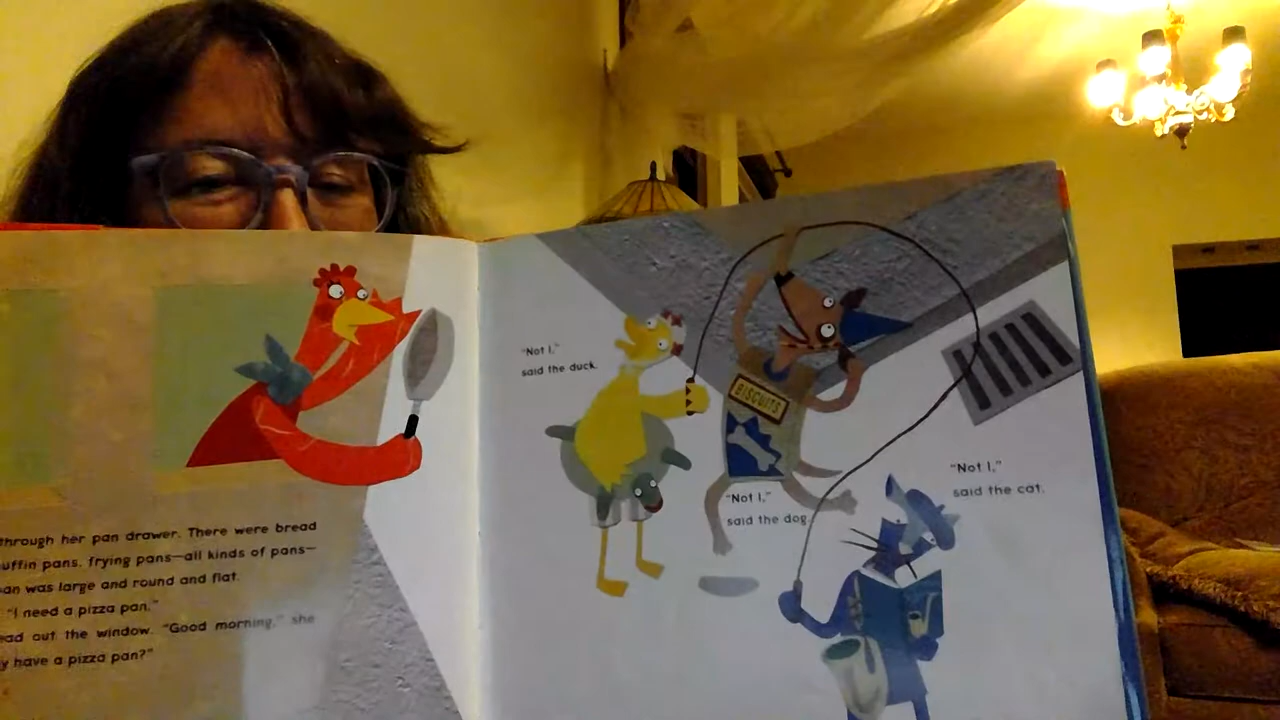 through her pan drawer. There were bread
uffin pans, frying pans—all kinds of pans—
an was large and round and flat.
"I need a pizza pan."
ead out the window. "Good morning," she
y have a pizza pan?"
"Not I,"
said the duck.
BISCUITS
"Not I,"
said the dog.
"Not I,"
said the cat.